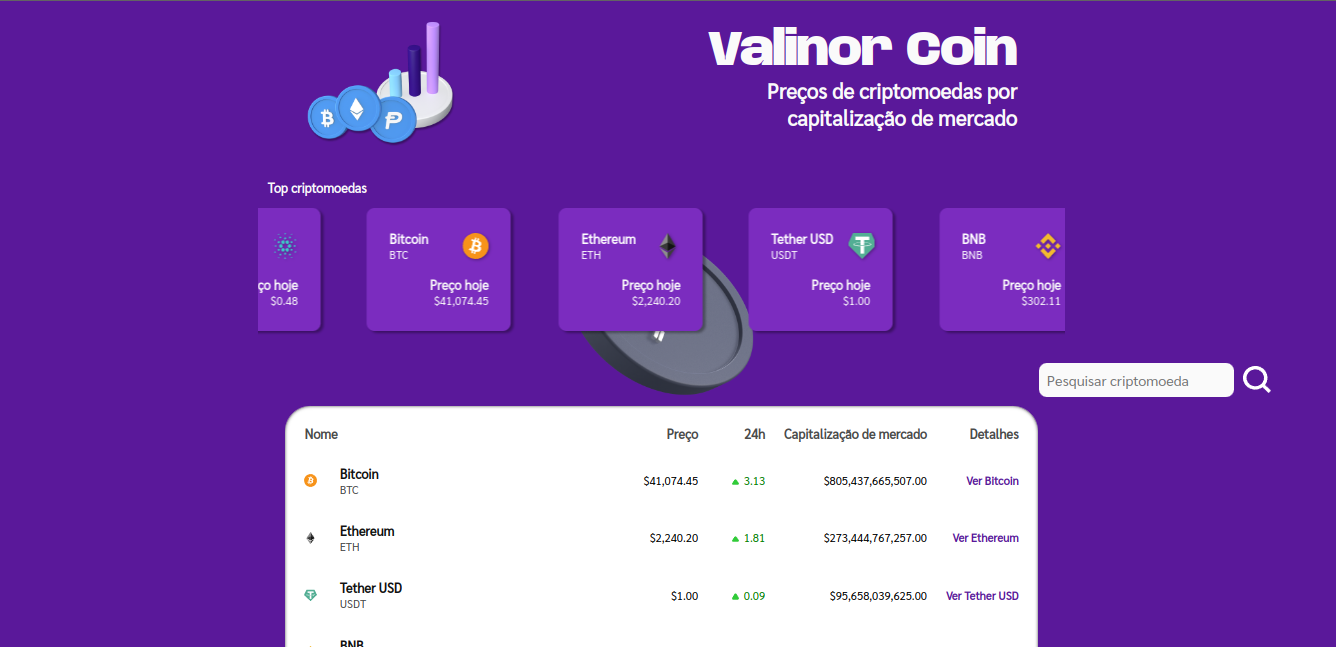 Valinor Coin
Preços de criptomoedas por
capitalização de mercado
Top criptomoedas
ço hoje
$0.48
Bitcoin
BTC
Preço hoje
$41,074.45
Ethereum
ETH
Preço hoje
$2,240.20
Tether USD
USDT
Preço hoje
$1.00
BNB
BNB
Preço hoje
$302.11
Pesquisar criptomoeda
Nome Preço 24h Capitalização de mercado Detalhes
Bitcoin
BTC
$41,074.45 3.13 $805,437,665,507.00 Ver Bitcoin
Ethereum
ETH
$2,240.20 1.81 $273,444,767,257.00 Ver Ethereum
Tether USD
USDT
$1.00 0.09 $95,658,039,625.00 Ver Tether USD
BNB